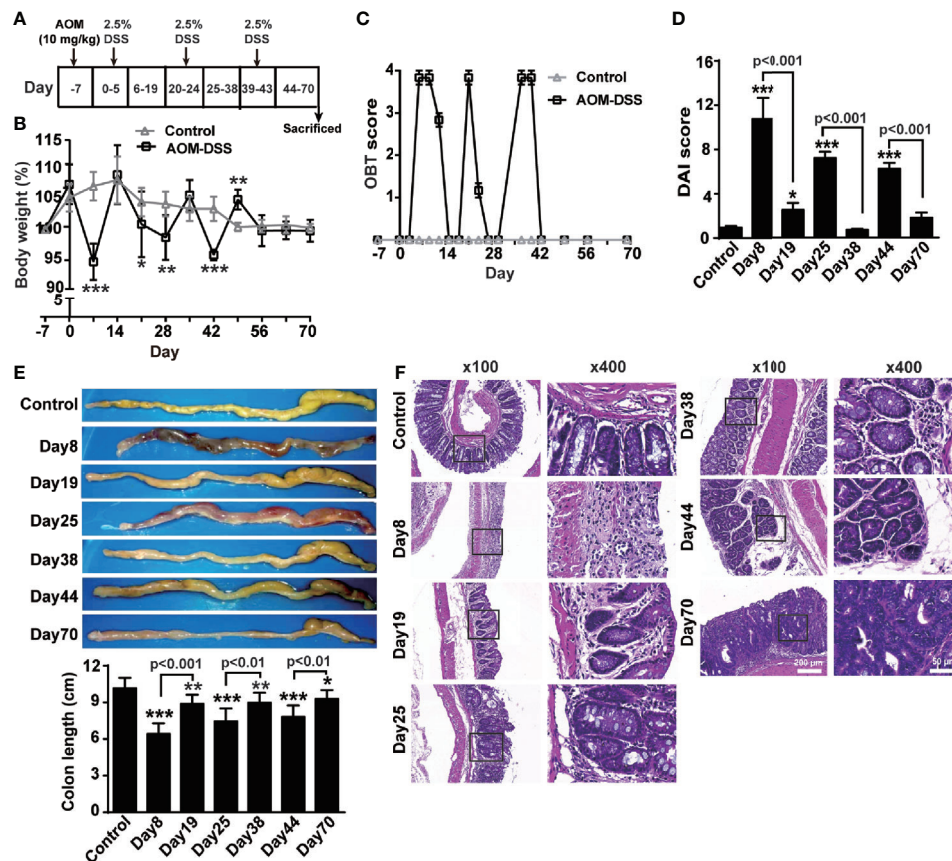 A
AOM
(10 mg/kg)
2.5%
DSS
2.5%
DSS
2.5%
DSS
Day
-7
0-5
6-19
20-24
25-38
39-43
44-70
Sacrificed
B
Control
AOM-DSS
Body weight (%)
115
110
105
100
95
90
5
***
*
**
***
**
-7 0 14 28 42 56 70
Day
C
Control
AOM-DSS
OBT score
4
3
2
1
0
-7 0 14 28 42 56 70
Day
D
DAI score
16
12
8
4
0
p<0.001
p<0.001
p<0.001
***
*
***
***
Control
Day8
Day19
Day25
Day38
Day44
Day70
E
Control
Day8
Day19
Day25
Day38
Day44
Day70
Colon length (cm)
12
9
6
3
0
p<0.001
p<0.01
p<0.01
***
**
***
**
***
*
Control
Day8
Day19
Day25
Day38
Day44
Day70
F
x100 x400
Control
Day8
Day19
Day25
x100 x400
Day38
Day44
Day70
200 μm
50 μ